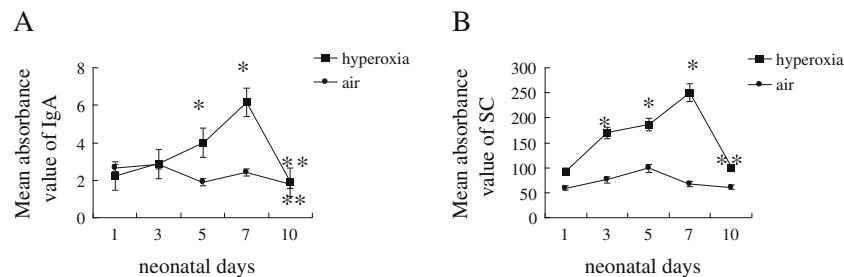 A
hyperoxia
air
Mean absorbance
value of IgA
8
6
4
2
0
*
*
**
**
1 3 5 7 10
neonatal days
B
hyperoxia
air
Mean absorbance
value of SC
300
250
200
150
100
50
0
*
*
*
**
1 3 5 7 10
neonatal days